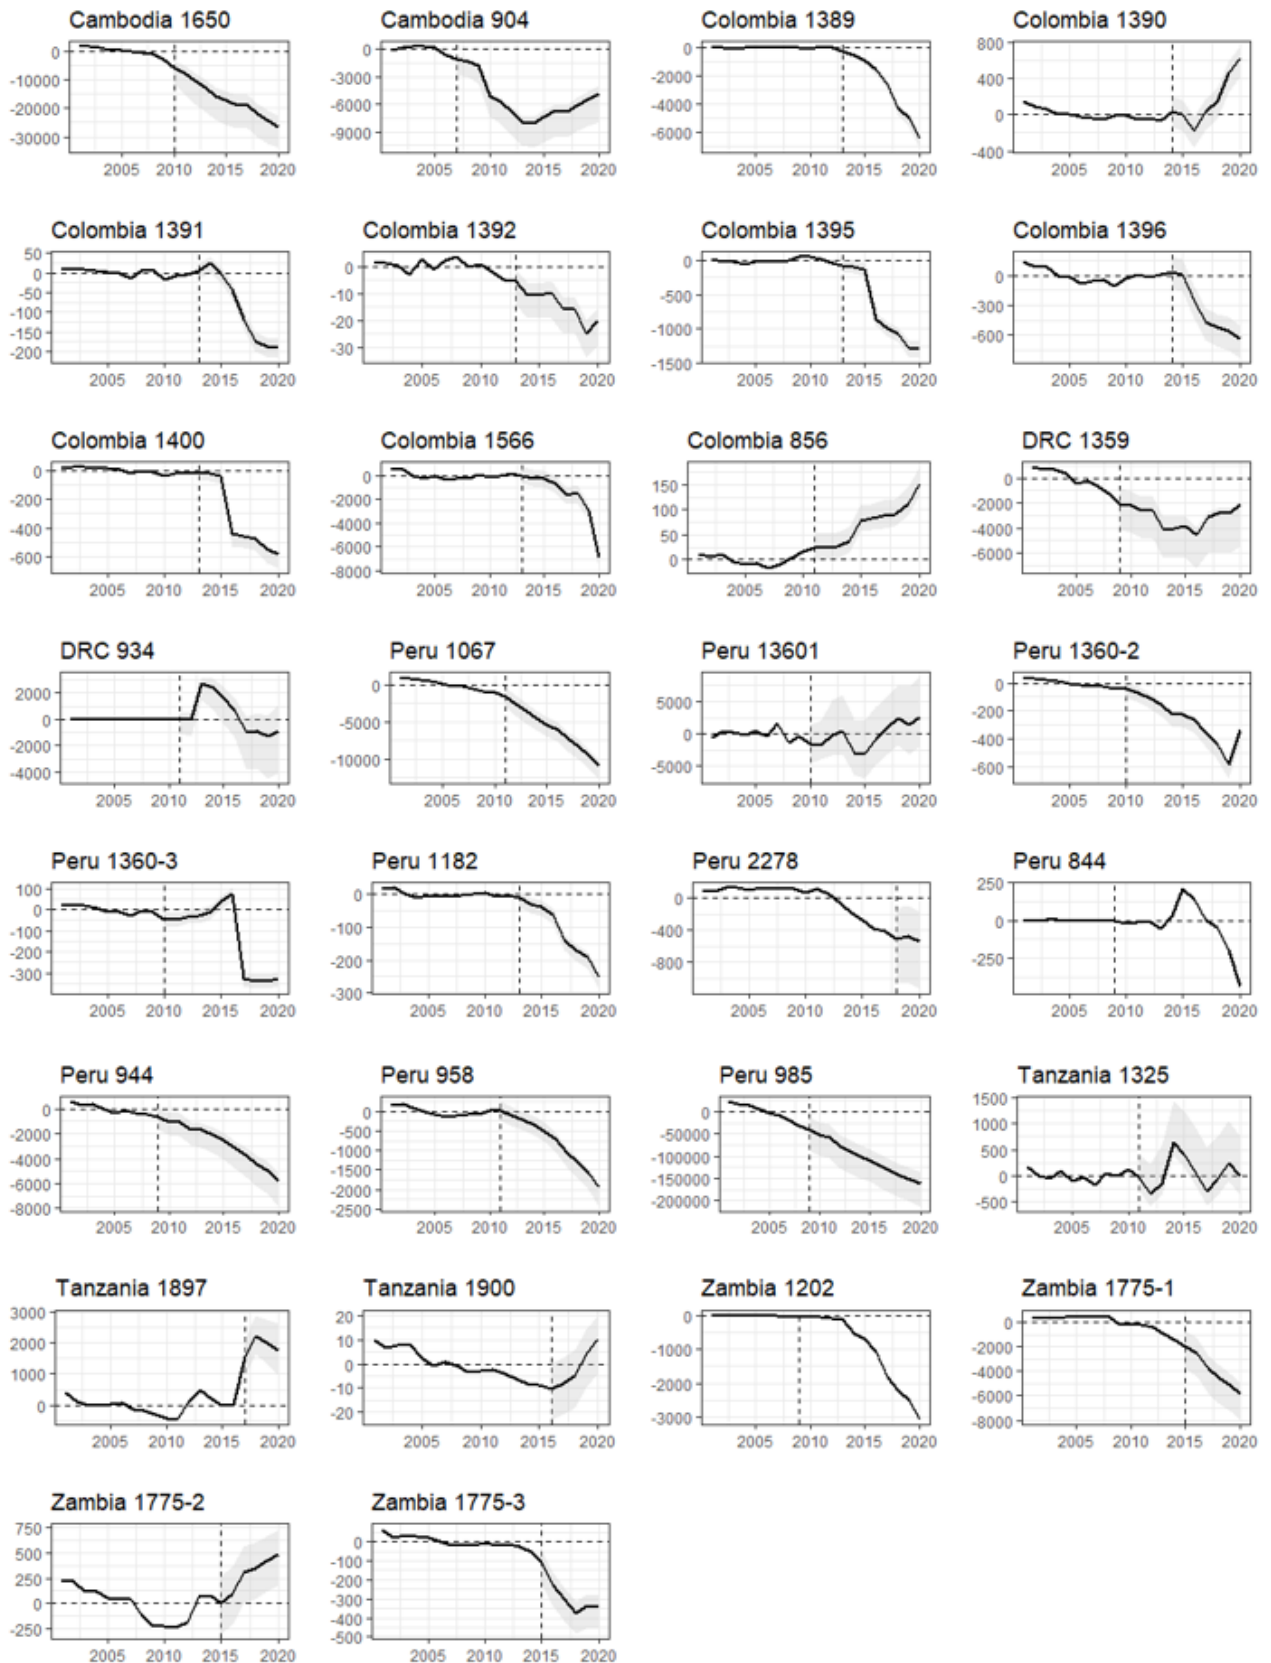 Cambodia 1650
0
-10000
-20000
-30000
2005 2010 2015 2020
Cambodia 904
0
-3000
-6000
-9000
2005 2010 2015 2020
Colombia 1389
0
-2000
-4000
-6000
2005 2010 2015 2020
Colombia 1390
800
400
0
-400
2005 2010 2015 2020
Colombia 1391
50
0
-50
-100
-150
-200
2005 2010 2015 2020
Colombia 1392
0
-10
-20
-30
2005 2010 2015 2020
Colombia 1395
0
-500
-1000
-1500
2005 2010 2015 2020
Colombia 1396
0
-300
-600
2005 2010 2015 2020
Colombia 1400
0
-200
-400
-600
2005 2010 2015 2020
Colombia 1566
0
-2000
-4000
-6000
-8000
2005 2010 2015 2020
Colombia 856
150
100
50
0
2005 2010 2015 2020
DRC 1359
0
-2000
-4000
-6000
2005 2010 2015 2020
DRC 934
2000
0
-2000
-4000
2005 2010 2015 2020
Peru 1067
0
-5000
-10000
2005 2010 2015 2020
Peru 13601
5000
0
-5000
2005 2010 2015 2020
Peru 1360-2
0
-200
-400
-600
2005 2010 2015 2020
Peru 1360-3
100
0
-100
-200
-300
2005 2010 2015 2020
Peru 1182
0
-100
-200
-300
2005 2010 2015 2020
Peru 2278
0
-400
-800
2005 2010 2015 2020
Peru 844
250
0
-250
2005 2010 2015 2020
Peru 944
0
-2000
-4000
-6000
-8000
2005 2010 2015 2020
Peru 958
0
-500
-1000
-1500
-2000
-2500
2005 2010 2015 2020
Peru 985
0
-50000
-100000
-150000
-200000
2005 2010 2015 2020
Tanzania 1325
1500
1000
500
0
-500
2005 2010 2015 2020
Tanzania 1897
3000
2000
1000
0
2005 2010 2015 2020
Tanzania 1900
20
10
0
-10
-20
2005 2010 2015 2020
Zambia 1202
0
-1000
-2000
-3000
2005 2010 2015 2020
Zambia 1775-1
0
-2000
-4000
-6000
-8000
2005 2010 2015 2020
Zambia 1775-2
750
500
250
0
-250
2005 2010 2015 2020
Zambia 1775-3
0
-100
-200
-300
-400
-500
2005 2010 2015 2020